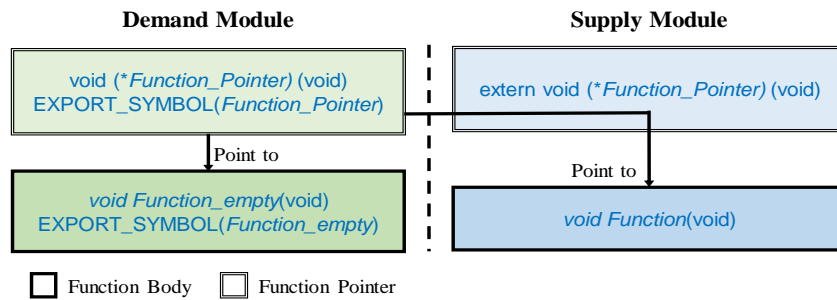 Demand Module
Supply Module
void (*Function_Pointer) (void)
EXPORT_SYMBOL(Function_Pointer)
extern void (*Function_Pointer) (void)
Point to
Point to
void Function_empty(void)
EXPORT_SYMBOL(Function_empty)
void Function(void)
Function Body
Function Pointer